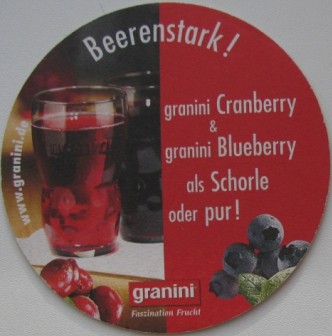 Beerenstark!
granini Cranberry
&
granini Blueberry
als Schorle
oder pur!
www.granini.de
granini
Faszination Frucht